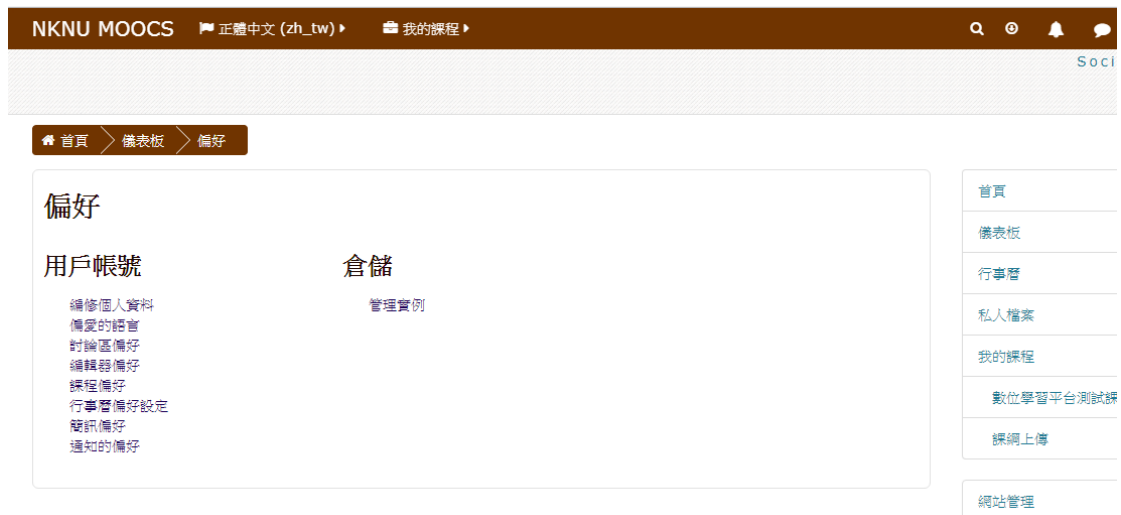 NKNU MOOCS 正體中文 (zh_tw) 我的課程
Soci
首頁 儀表板 偏好
偏好
用戶帳號
編修個人資料
偏愛的語言
討論區偏好
編輯器偏好
課程偏好
行事曆偏好設定
簡訊偏好
通知的偏好
倉儲
管理實例
首頁
儀表板
行事曆
私人檔案
我的課程
數位學習平台測試課
課綱上傳
網站管理